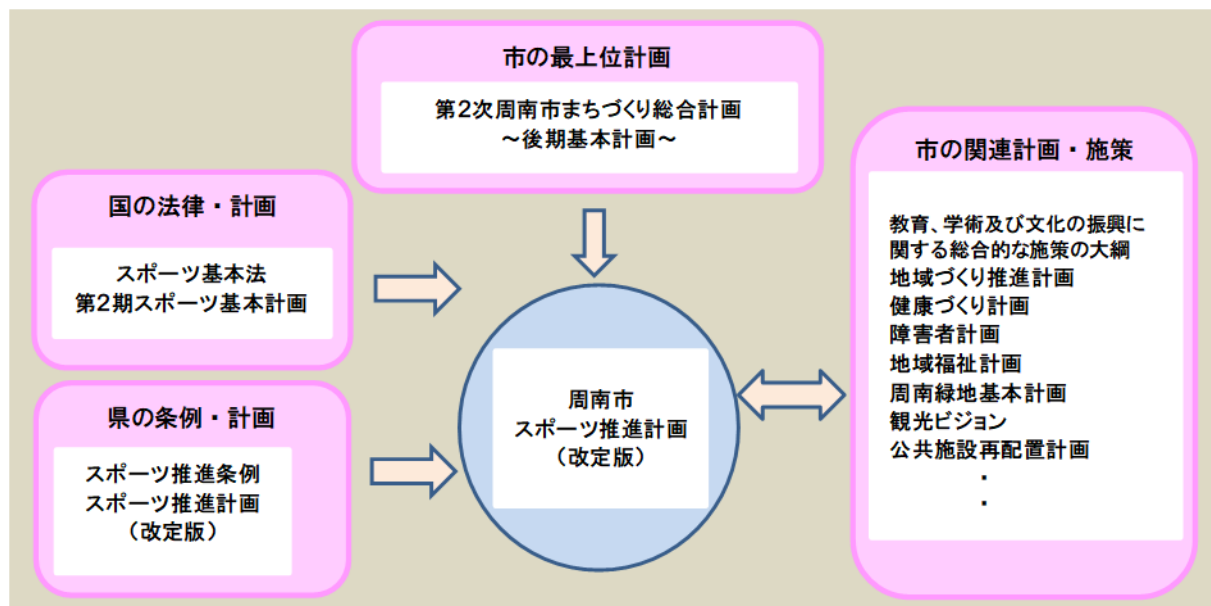 市の最上位計画
第2次周南市まちづくり総合計画
~後期基本計画~
国の法律・計画
スポーツ基本法
第2期スポーツ基本計画
県の条例・計画
スポーツ推進条例
スポーツ推進計画
(改定版)
周南市
スポーツ推進計画
(改定版)
市の関連計画・施策
教育、学術及び文化の振興に
関する総合的な施策の大綱
地域づくり推進計画
健康づくり計画
障害者計画
地域福祉計画
周南緑地基本計画
観光ビジョン
公共施設再配置計画
・
・